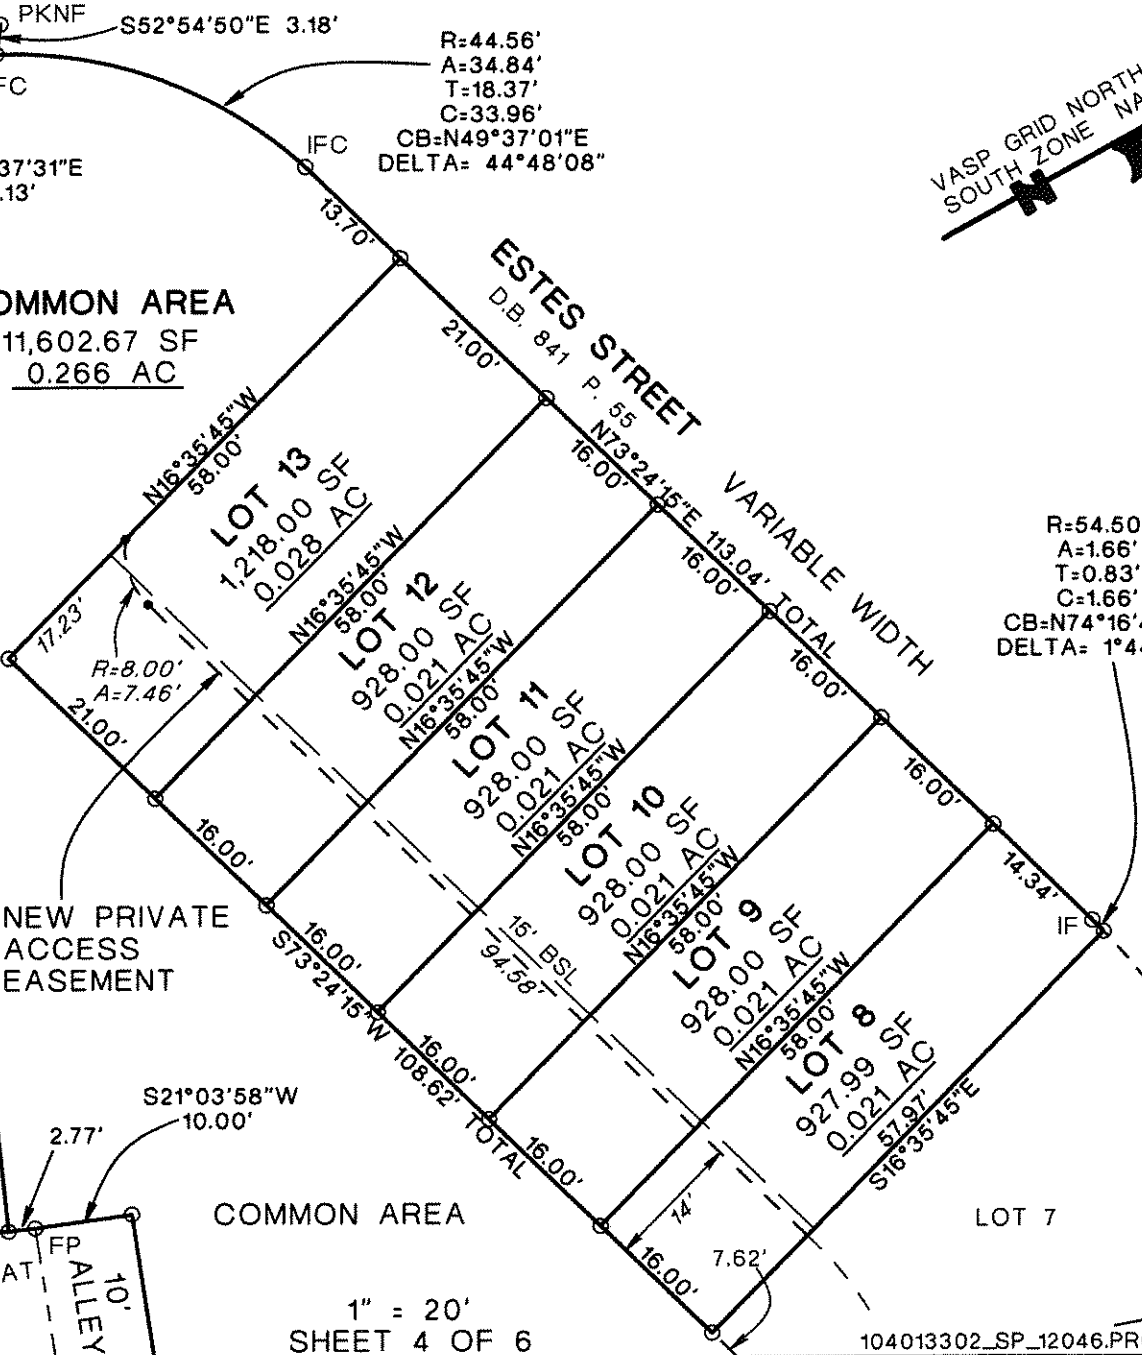 PKNF
S52°54'50"E 3.18'
FC
R=44.56'
A=34.84'
T=18.37'
C=33.96'
CB=N49°37'01"E
DELTA= 44°48'08"
IFC
37'31"E
.13'
VASP GRID NORTH
SOUTH ZONE NA
13.70'
OMMON AREA
11,602.67 SF
0.266 AC
ESTES STREET
D.B. 841 P. 55
VARIABLE WIDTH
21.00'
N73°24'15"E 113.04' TOTAL
16.00'
16.00'
16.00'
16.00'
14.34'
IF
R=54.50
A=1.66'
T=0.83'
C=1.66'
CB=N74°16'4
DELTA= 1°44
N16°35'45"W
58.00'
LOT 13
1,218.00 SF
0.028 AC
N16°35'45"W
58.00'
LOT 12
928.00 SF
0.021 AC
N16°35'45"W
58.00'
LOT 11
928.00 SF
0.021 AC
N16°35'45"W
58.00'
LOT 10
928.00 SF
0.021 AC
N16°35'45"W
58.00'
LOT 9
928.00 SF
0.021 AC
N16°35'45"W
58.00'
LOT 8
927.99 SF
0.021 AC
57.97'
S16°35'45"E
17.23'
R=8.00'
A=7.46'
21.00'
16.00'
16.00'
S73°24'15"W 108.62' TOTAL
16.00'
16.00'
16.00'
15' BSL
94.58'
14'
7.62'
NEW PRIVATE
ACCESS
EASEMENT
S21°03'58"W
10.00'
2.77'
FP
AT
10'
ALLEY
COMMON AREA
LOT 7
1" = 20'
SHEET 4 OF 6
104013302_SP_12046.PR